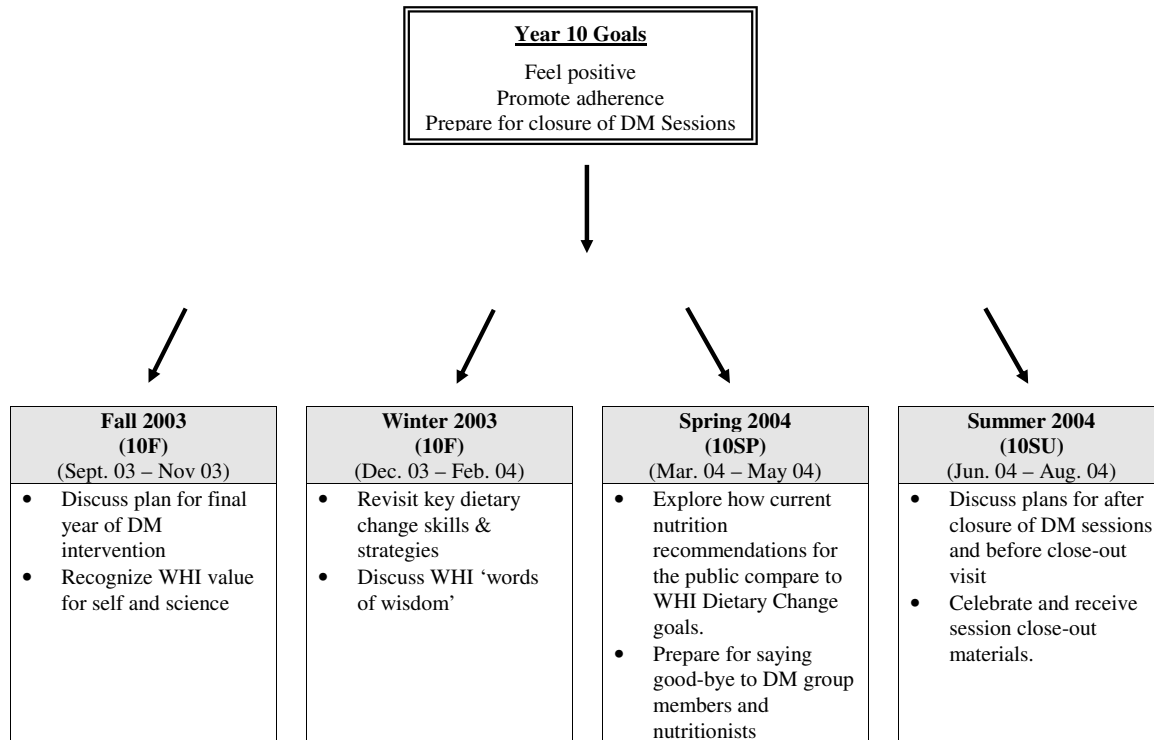 Year 10 Goals
Feel positive
Promote adherence
Prepare for closure of DM Sessions
Fall 2003
(10F)
(Sept. 03 – Nov 03)
• Discuss plan for final
year of DM
intervention
• Recognize WHI value
for self and science
Winter 2003
(10F)
(Dec. 03 – Feb. 04)
• Revisit key dietary
change skills &
strategies
• Discuss WHI ‘words
of wisdom’
Spring 2004
(10SP)
(Mar. 04 – May 04)
• Explore how current
nutrition
recommendations for
the public compare to
WHI Dietary Change
goals.
• Prepare for saying
good-bye to DM group
members and
nutritionists
Summer 2004
(10SU)
(Jun. 04 – Aug. 04)
• Discuss plans for after
closure of DM sessions
and before close-out
visit
• Celebrate and receive
session close-out
materials.